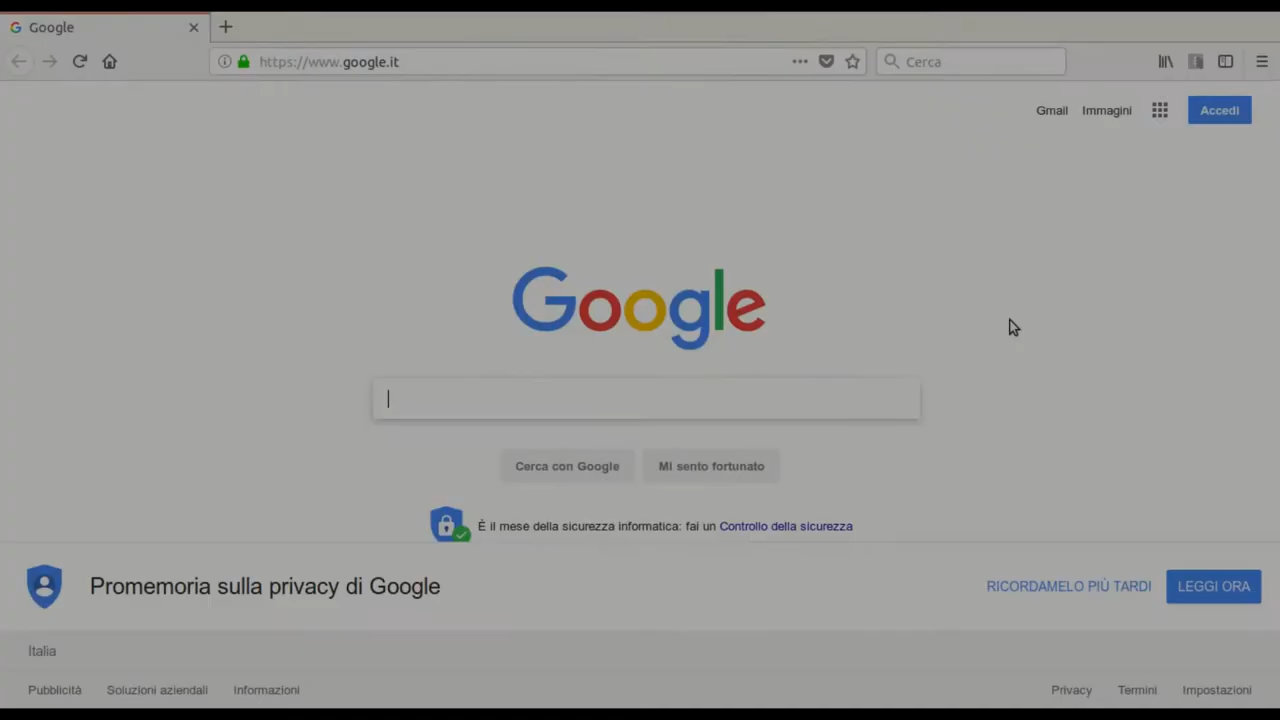 Google
https://www.google.it
Cerca
Gmail Immagini Accedi
Google
Cerca con Google Mi sento fortunato
È il mese della sicurezza informatica: fai un Controllo della sicurezza
Promemoria sulla privacy di Google RICORDAMELO PIÙ TARDI LEGGI ORA
Italia
Pubblicità Soluzioni aziendali Informazioni Privacy Termini Impostazioni